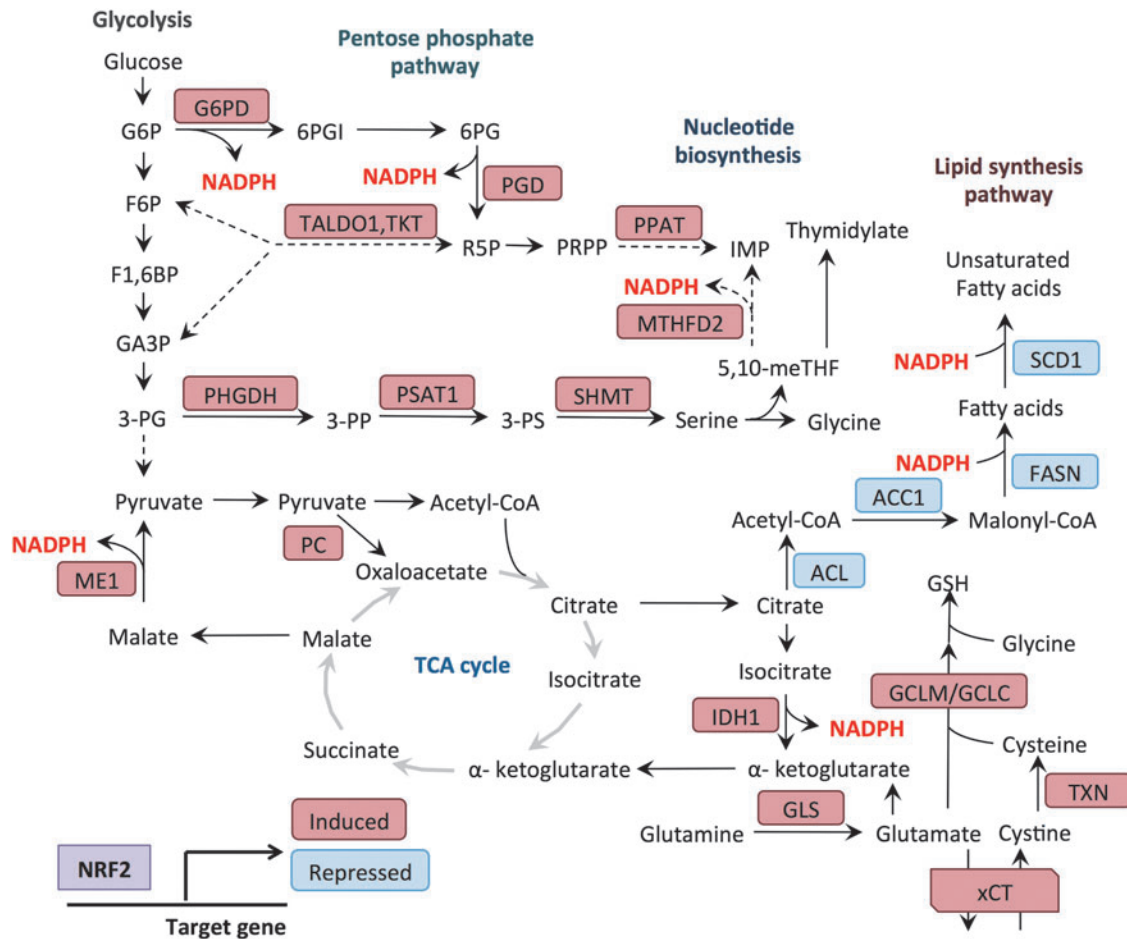 Glycolysis
Pentose phosphate
pathway
Glucose
G6PD
G6P
6PGI
6PG
Nucleotide
biosynthesis
Lipid synthesis
pathway
NADPH
NADPH
PGD
F6P
TALDO1,TKT
R5P
PRPP
PPAT
IMP
Thymidylate
Unsaturated
Fatty acids
F1,6BP
NADPH
MTHFD2
GA3P
5,10-meTHF
NADPH
SCD1
PHGDH
PSAT1
SHMT
3-PG
3-PP
3-PS
Serine
Glycine
Fatty acids
NADPH
FASN
Pyruvate
Pyruvate
Acetyl-CoA
ACC1
Acetyl-CoA
Malonyl-CoA
NADPH
ME1
PC
Oxaloacetate
ACL
GSH
Citrate
Citrate
Malate
Malate
Glycine
TCA cycle
Isocitrate
Isocitrate
GCLM/GCLC
IDH1
NADPH
Succinate
Cysteine
α- ketoglutarate
α- ketoglutarate
TXN
GLS
Glutamine
Glutamate
Cystine
xCT
Induced
NRF2
Repressed
Target gene